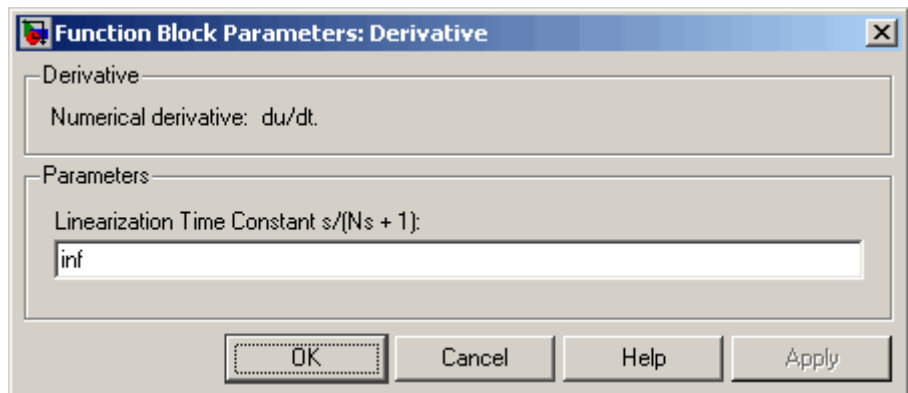 Function Block Parameters: Derivative
Derivative
Numerical derivative: du/dt.
Parameters
Linearization Time Constant s/(Ns + 1):
inf
OK Cancel Help Apply